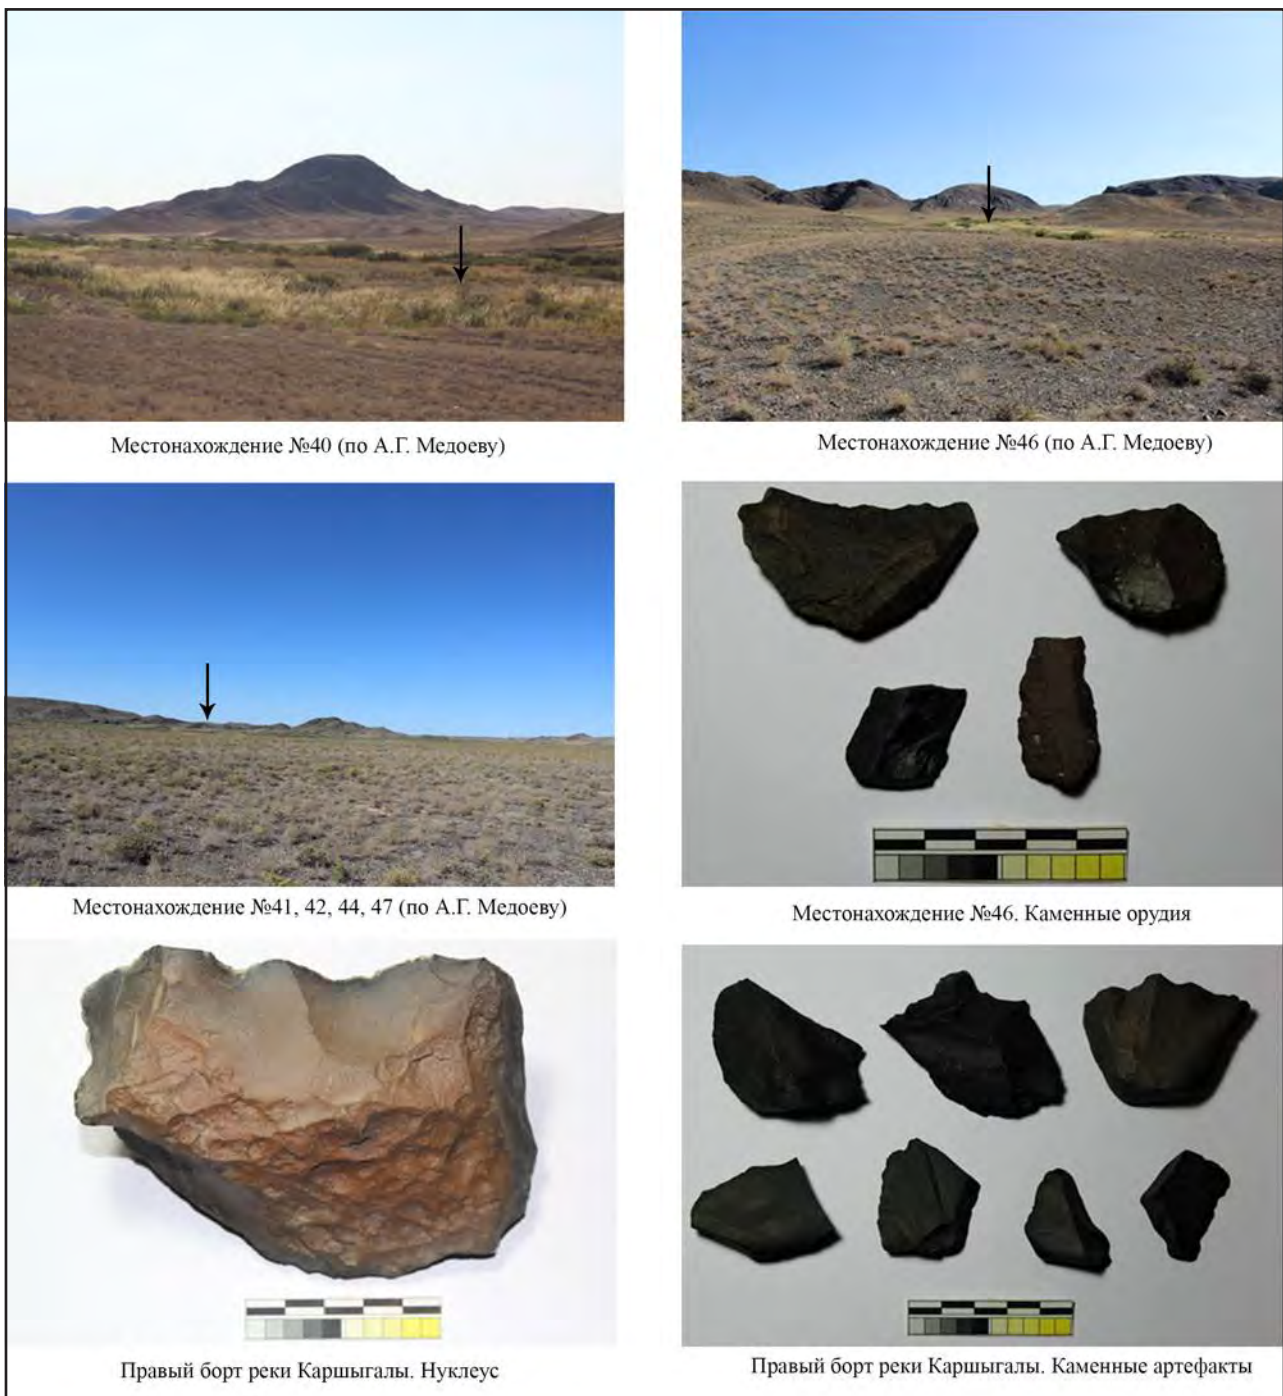 Местонахождение №40 (по А.Г. Медоеву)
Местонахождение №46 (по А.Г. Медоеву)
Местонахождение №41, 42, 44, 47 (по А.Г. Медоеву)
Местонахождение №46. Каменные орудия
Правый борт реки Каршыгалы. Нуклеус
Правый борт реки Каршыгалы. Каменные артефакты